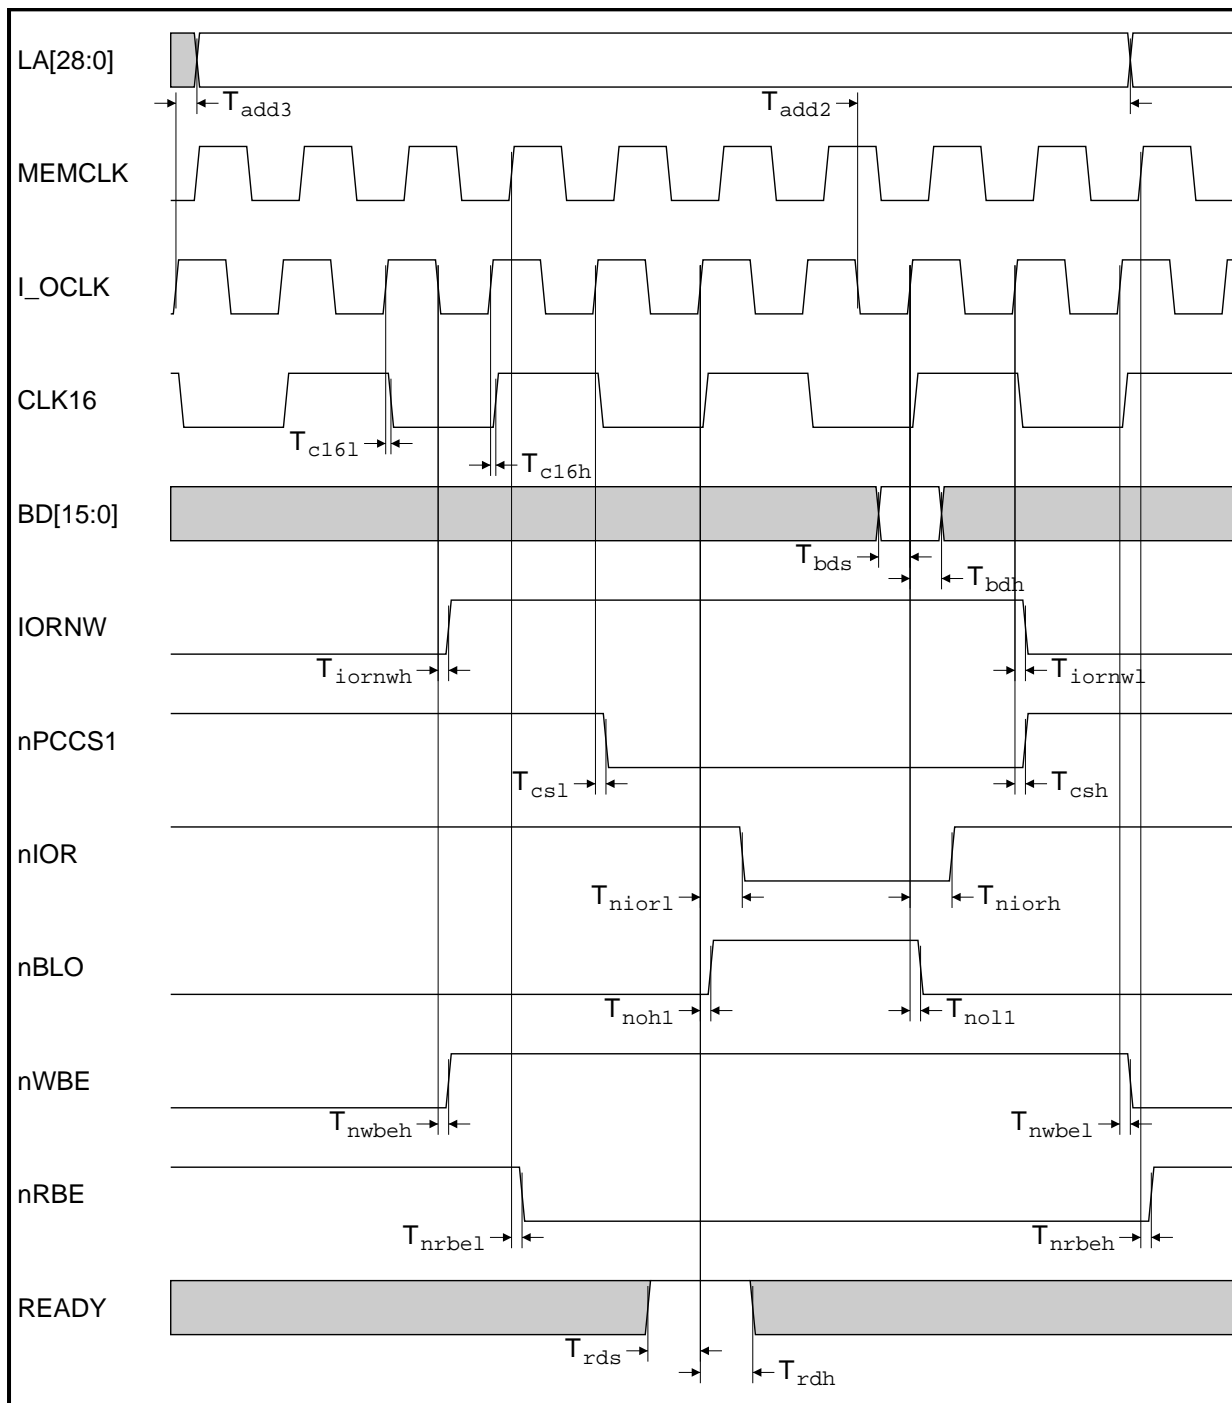 LA[28:0]
Tadd3
Tadd2
MEMCLK
I_OCLK
CLK16
Tc16l
Tc16h
BD[15:0]
Tbds
Tbdh
IORNW
Tiornwh
Tiornwl
nPCCS1
Tcsl
Tcsh
nIOR
Tniorl
Tniorh
nBLO
Tnoh1
Tnol1
nWBE
Tnwbeh
Tnwbel
nRBE
Tnrbel
Tnrbeh
READY
Trds
Trdh